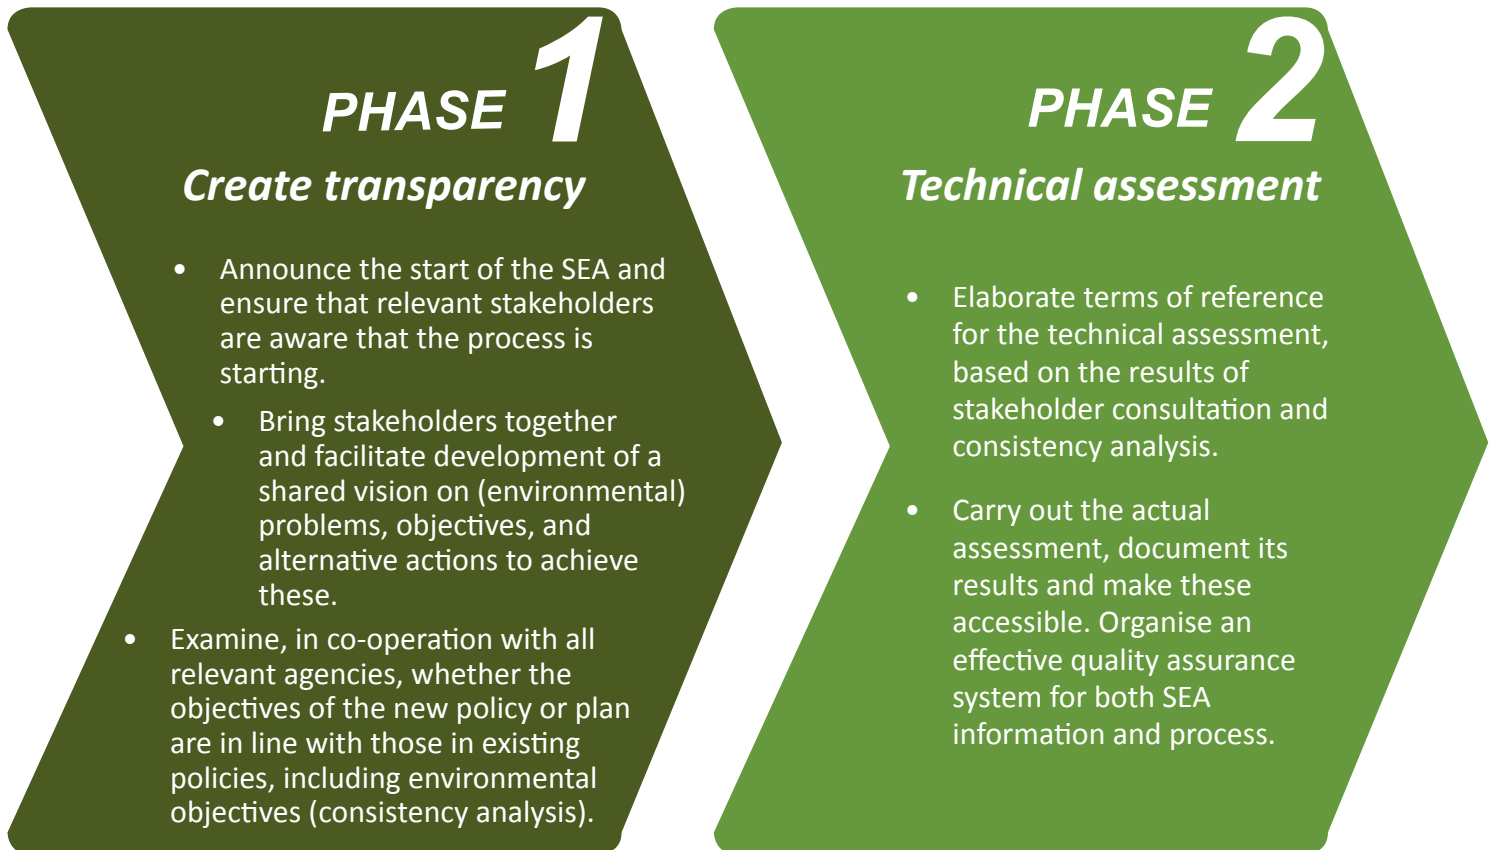 PHASE 1
Create transparency
• Announce the start of the SEA and
ensure that relevant stakeholders
are aware that the process is
starting.
• Bring stakeholders together
and facilitate development of a
shared vision on (environmental)
problems, objectives, and
alternative actions to achieve
these.
• Examine, in co-operation with all
relevant agencies, whether the
objectives of the new policy or plan
are in line with those in existing
policies, including environmental
objectives (consistency analysis).
PHASE 2
Technical assessment
• Elaborate terms of reference
for the technical assessment,
based on the results of
stakeholder consultation and
consistency analysis.
• Carry out the actual
assessment, document its
results and make these
accessible. Organise an
effective quality assurance
system for both SEA
information and process.